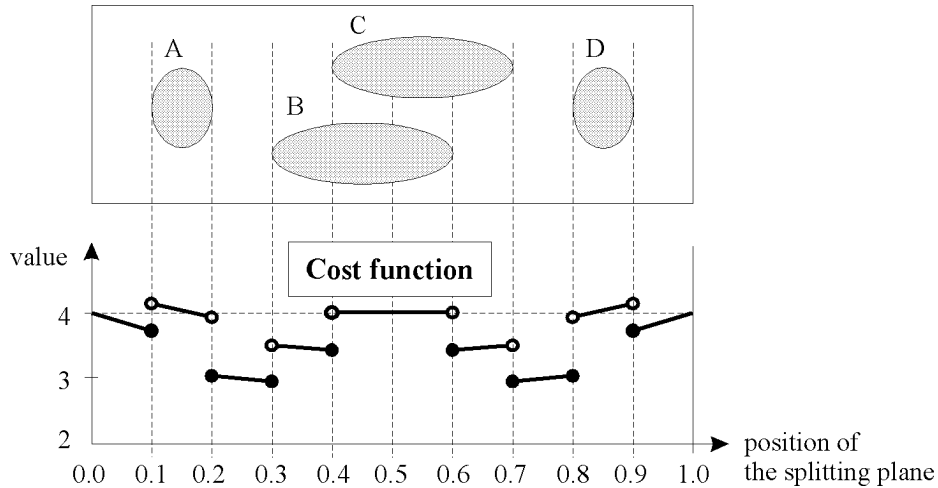 C
A
D
B
value
Cost function
4
3
2
0.0 0.1 0.2 0.3 0.4 0.5 0.6 0.7 0.8 0.9 1.0
position of
the splitting plane